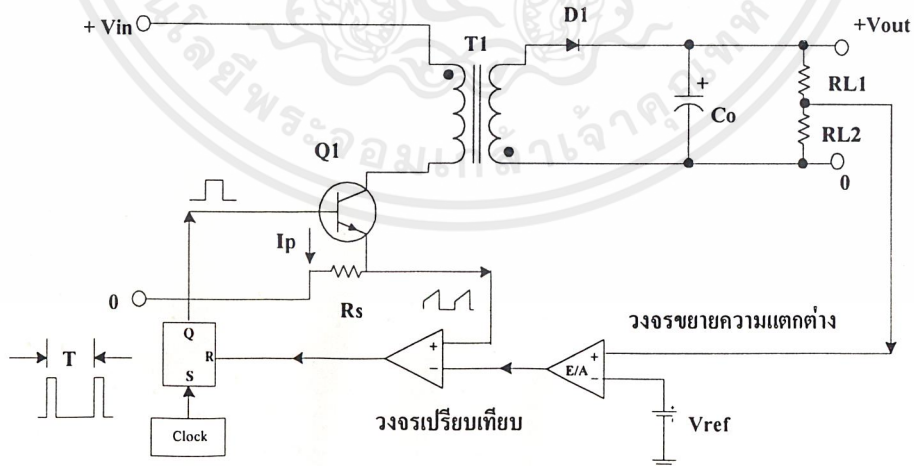 + Vin
T1
D1
+Vout
+
Co
RL1
RL2
0
Q1
Ip
Rs
0
T
Q
R
S
Clock
+
−
วงจรเปรียบเทียบ
วงจรขยายความแตกต่าง
E/A
+
−
+
Vref